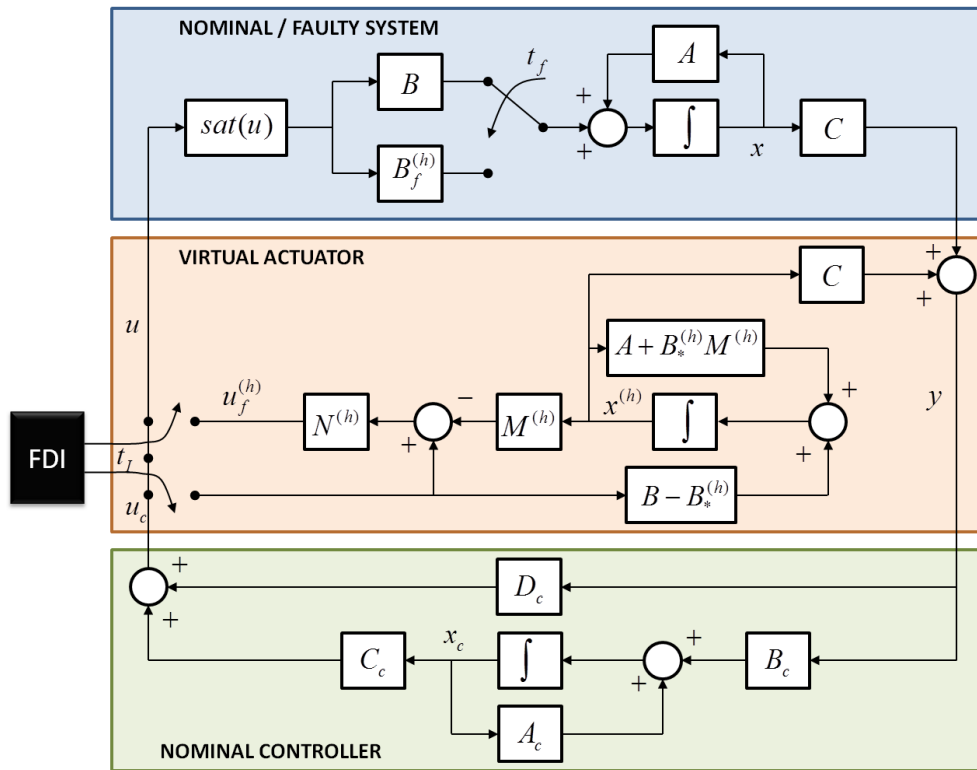 NOMINAL / FAULTY SYSTEM
sat(u)
B
B_f^{(h)}
t_f
+
+
A
∫
x
C
VIRTUAL ACTUATOR
+
+
C
A + B_*^{(h)} M^{(h)}
u
u_f^{(h)}
N^{(h)}
−
+
M^{(h)}
x^{(h)}
∫
+
+
y
FDI
t_I
u_c
B − B_*^{(h)}
+
+
D_c
C_c
x_c
∫
+
+
B_c
A_c
NOMINAL CONTROLLER